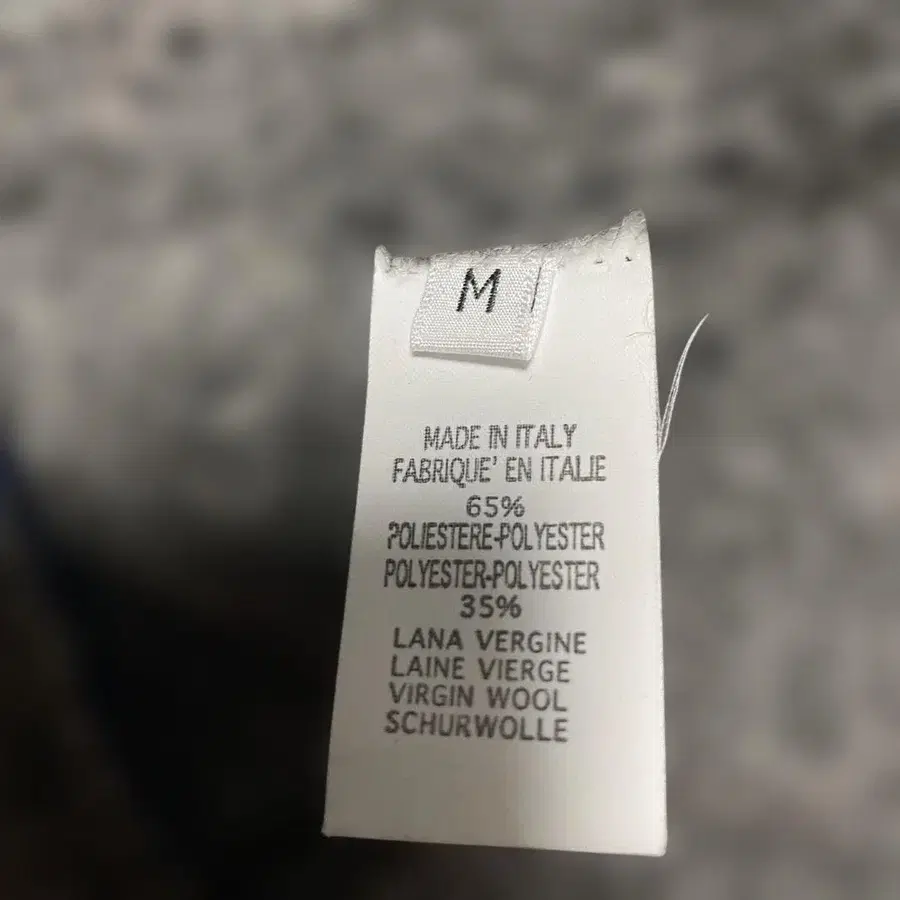 M
MADE IN ITALY
FABRIQUE' EN ITALIE
65%
POLIESTERE-POLYESTER
POLYESTER-POLYESTER
35%
LANA VERGINE
LAINE VIERGE
VIRGIN WOOL
SCHURWOLLE